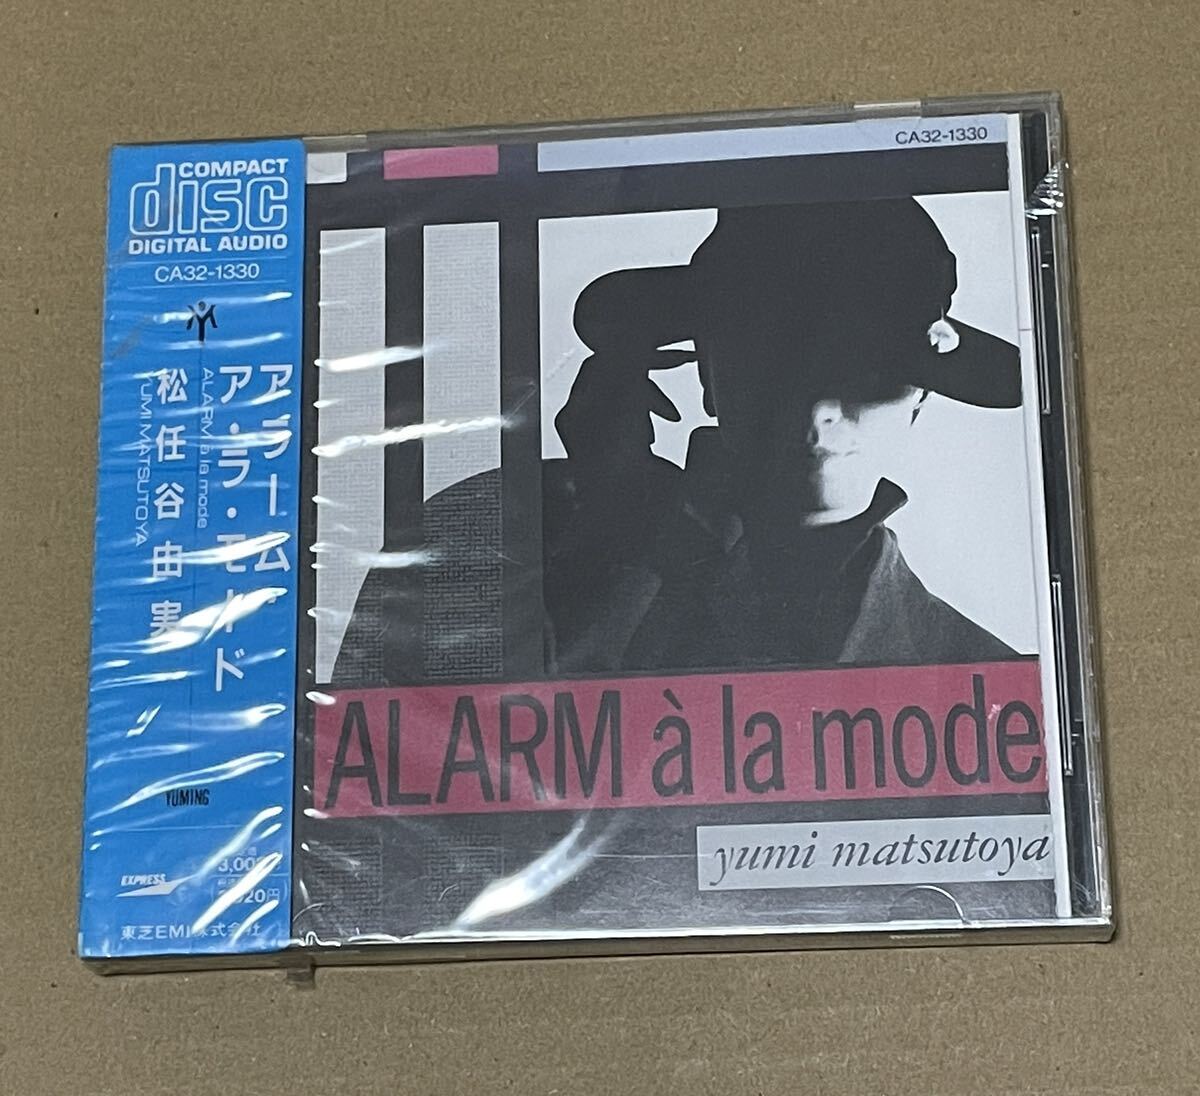 COMPACT
disc
DIGITAL AUDIO
CA32-1330
アラーム・
ア・ラ・モード
ALARM à la mode
松任谷由実
YUMI MATSUTOYA
YUMING
EXPRESS
東芝EMI株式会社
CA32-1330
ALARM à la mode
yumi matsutoya